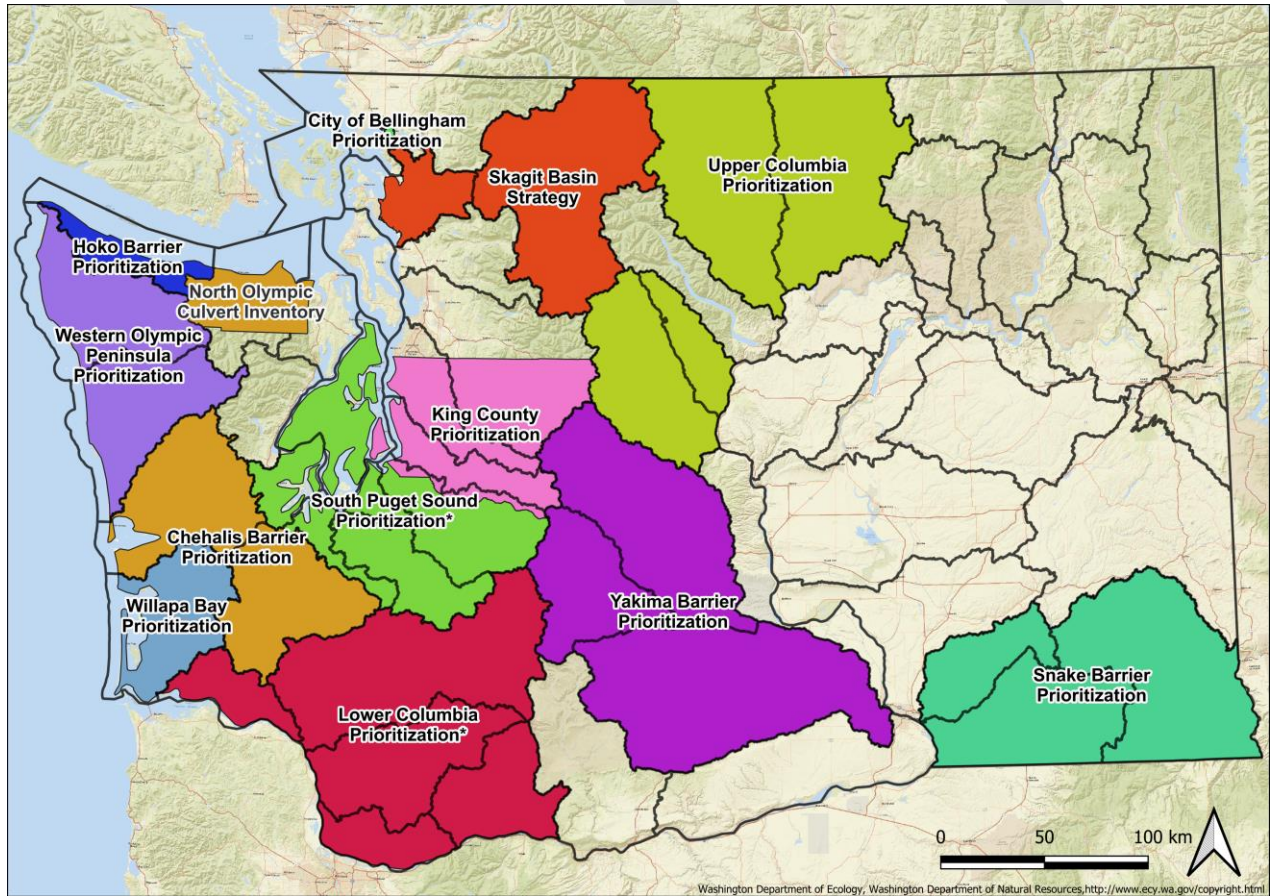 City of Bellingham
Prioritization
Skagit Basin
Strategy
Upper Columbia
Prioritization
Hoko Barrier
Prioritization
North Olympic
Culvert Inventory
Western Olympic
Peninsula
Prioritization
King County
Prioritization
South Puget Sound
Prioritization*
Chehalis Barrier
Prioritization
Willapa Bay
Prioritization
Yakima Barrier
Prioritization
Snake Barrier
Prioritization
Lower Columbia
Prioritization*
0 50 100 km
Washington Department of Ecology, Washington Department of Natural Resources,http://www.ecy.wa.gov/copyright.html